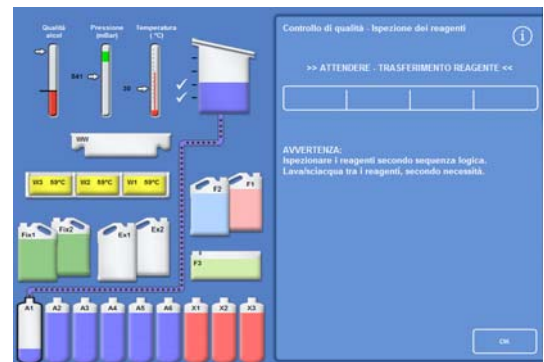 Qualità alcol
Pressione (mBar)
Temperatura (°C)
541
39
WW
W3 59°C
W2 59°C
W1 59°C
F2
F1
Fix1
Fix2
Ex1
Ex2
F3
A1
A2
A3
A4
A5
A6
X1
X2
X3
Controllo di qualità - Ispezione dei reagenti
>> ATTENDERE - TRASFERIMENTO REAGENTE <<
AVVERTENZA:
Ispezionare i reagenti secondo sequenza logica.
Lava/sciacqua tra i reagenti, secondo necessità.
OK